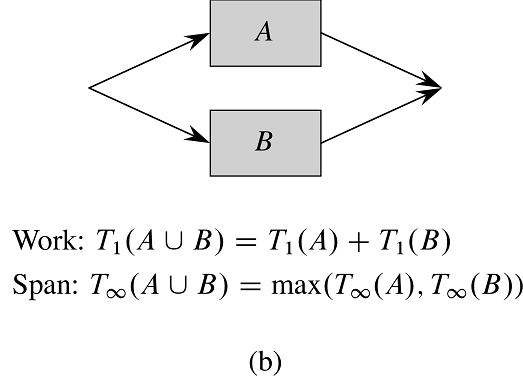 A
B
Work: T₁(A ∪ B) = T₁(A) + T₁(B)
Span: T∞(A ∪ B) = max(T∞(A), T∞(B))
(b)